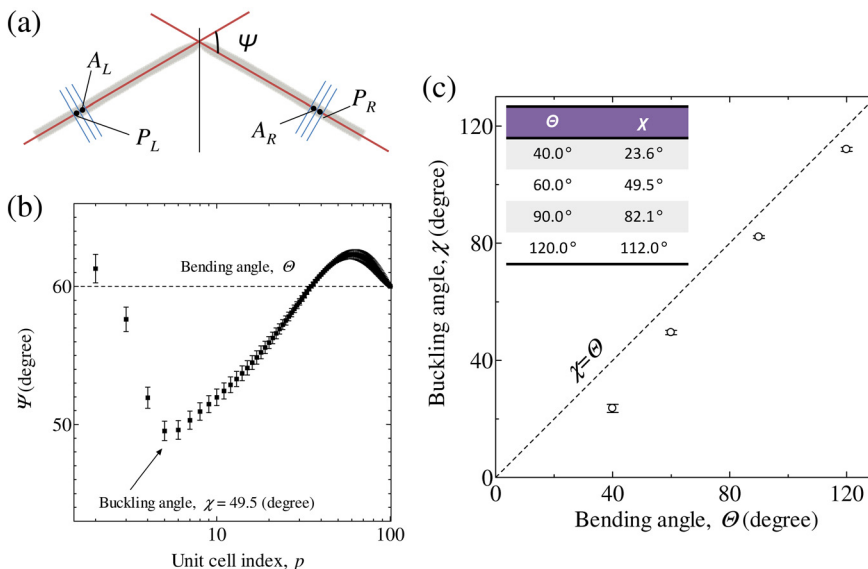 (a)
Ψ
A_L
P_L
A_R
P_R
(b)
Ψ(degree)
60
50
Bending angle, Θ
Buckling angle, χ = 49.5 (degree)
10
100
Unit cell index, p
(c)
Θ χ
40.0° 23.6°
60.0° 49.5°
90.0° 82.1°
120.0° 112.0°
χ=Θ
Buckling angle, χ (degree)
120
80
40
0
0 40 80 120
Bending angle, Θ (degree)